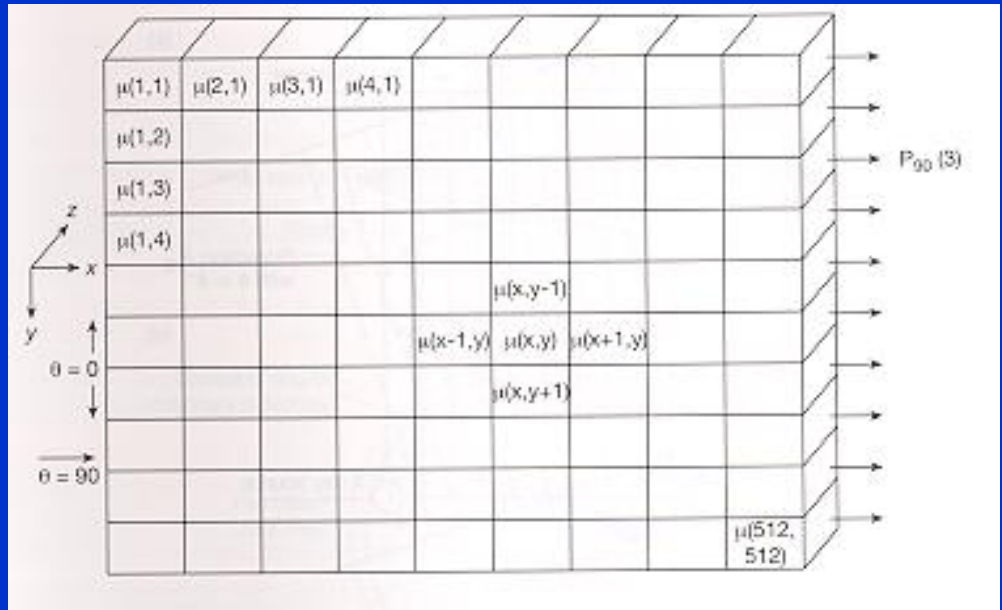 μ(1,1) μ(2,1) μ(3,1) μ(4,1)
μ(1,2)
P₉₀ (3)
μ(1,3)
z
μ(1,4)
x
μ(x,y-1)
y
μ(x-1,y) μ(x,y) μ(x+1,y)
θ = 0
μ(x,y+1)
θ = 90
μ(512,
512)